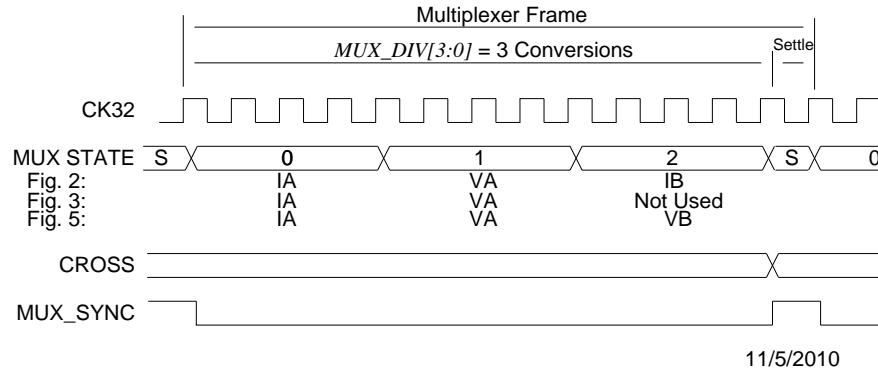 Multiplexer Frame
MUX_DIV[3:0] = 3 Conversions
Settle
CK32
MUX STATE S 0 1 2 S 0
Fig. 2: IA VA IB
Fig. 3: IA VA Not Used
Fig. 5: IA VA VB
CROSS
MUX_SYNC
11/5/2010